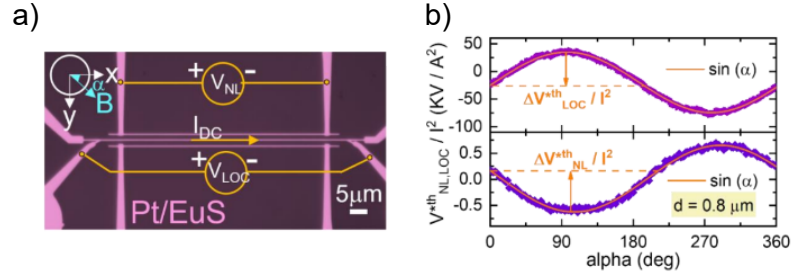 a)
b)
x
α
B
y
+ V_NL -
I_DC
+ V_LOC -
Pt/EuS
5μm
V*th_NL,LOC / I² (KV / A²)
50
0
-50
-100
sin (α)
ΔV*th_LOC / I²
0.5
0.0
-0.5
ΔV*th_NL / I²
sin (α)
d = 0.8 μm
0 90 180 270 360
alpha (deg)